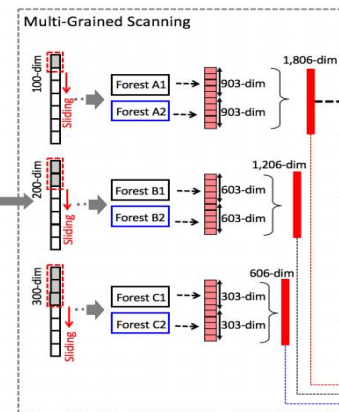 Multi-Grained Scanning
100-dim
Sliding
Forest A1
Forest A2
903-dim
903-dim
1,806-dim
200-dim
Sliding
Forest B1
Forest B2
603-dim
603-dim
1,206-dim
300-dim
Sliding
Forest C1
Forest C2
303-dim
303-dim
606-dim